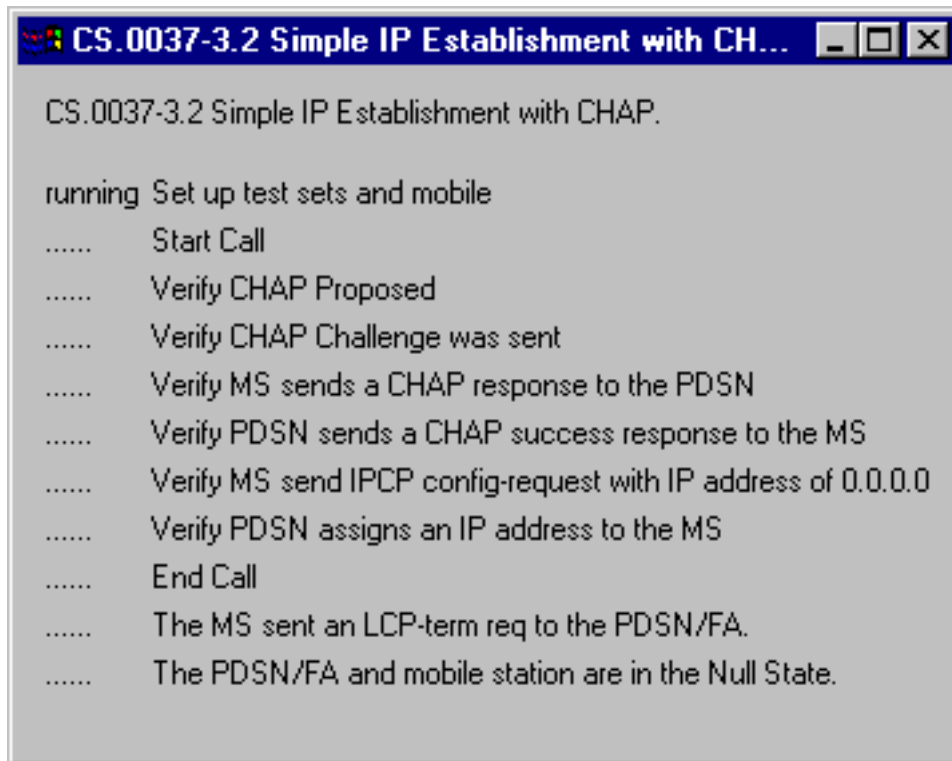 CS.0037-3.2 Simple IP Establishment with CH...
CS.0037-3.2 Simple IP Establishment with CHAP.
running Set up test sets and mobile
...... Start Call
...... Verify CHAP Proposed
...... Verify CHAP Challenge was sent
...... Verify MS sends a CHAP response to the PDSN
...... Verify PDSN sends a CHAP success response to the MS
...... Verify MS send IPCP config-request with IP address of 0.0.0.0
...... Verify PDSN assigns an IP address to the MS
...... End Call
...... The MS sent an LCP-term req to the PDSN/FA.
...... The PDSN/FA and mobile station are in the Null State.